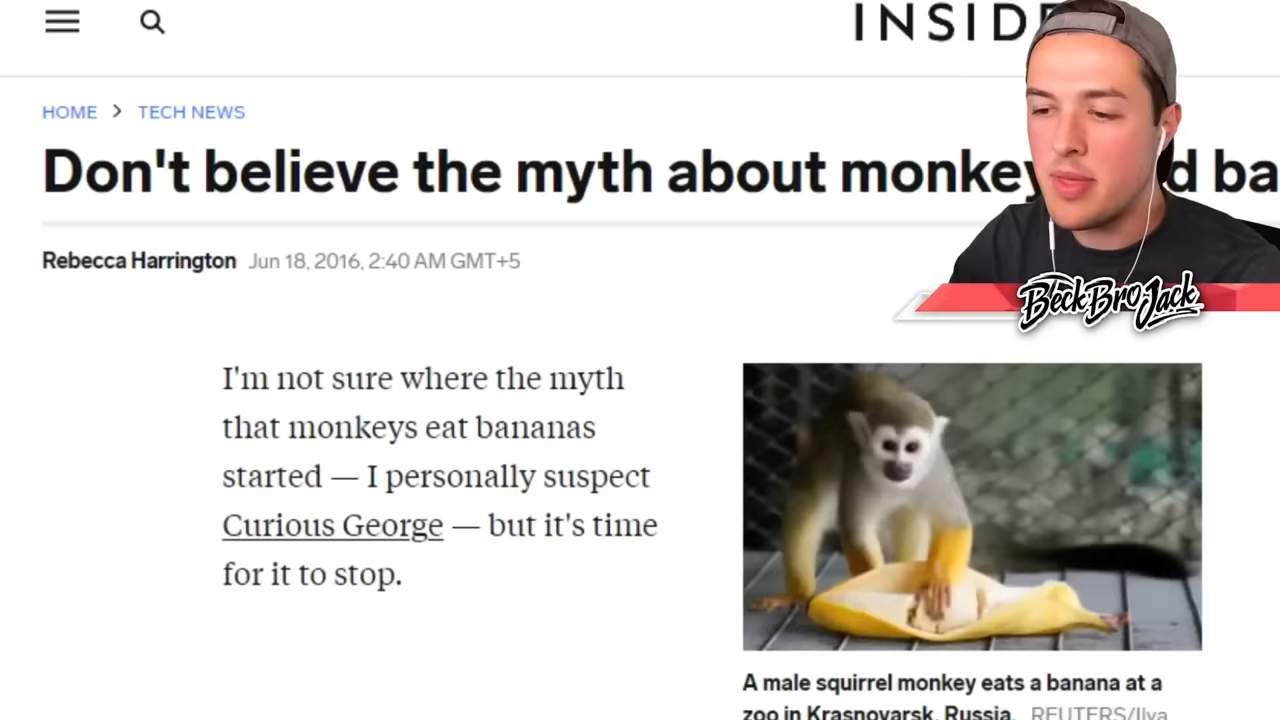 INSIDE
HOME > TECH NEWS
Don't believe the myth about monkey
Rebecca Harrington Jun 18, 2016, 2:40 AM GMT+5
BeckBroJack
I'm not sure where the myth
that monkeys eat bananas
started — I personally suspect
Curious George — but it's time
for it to stop.
A male squirrel monkey eats a banana at a
zoo in Krasnoyarsk, Russia. REUTERS/Ilya